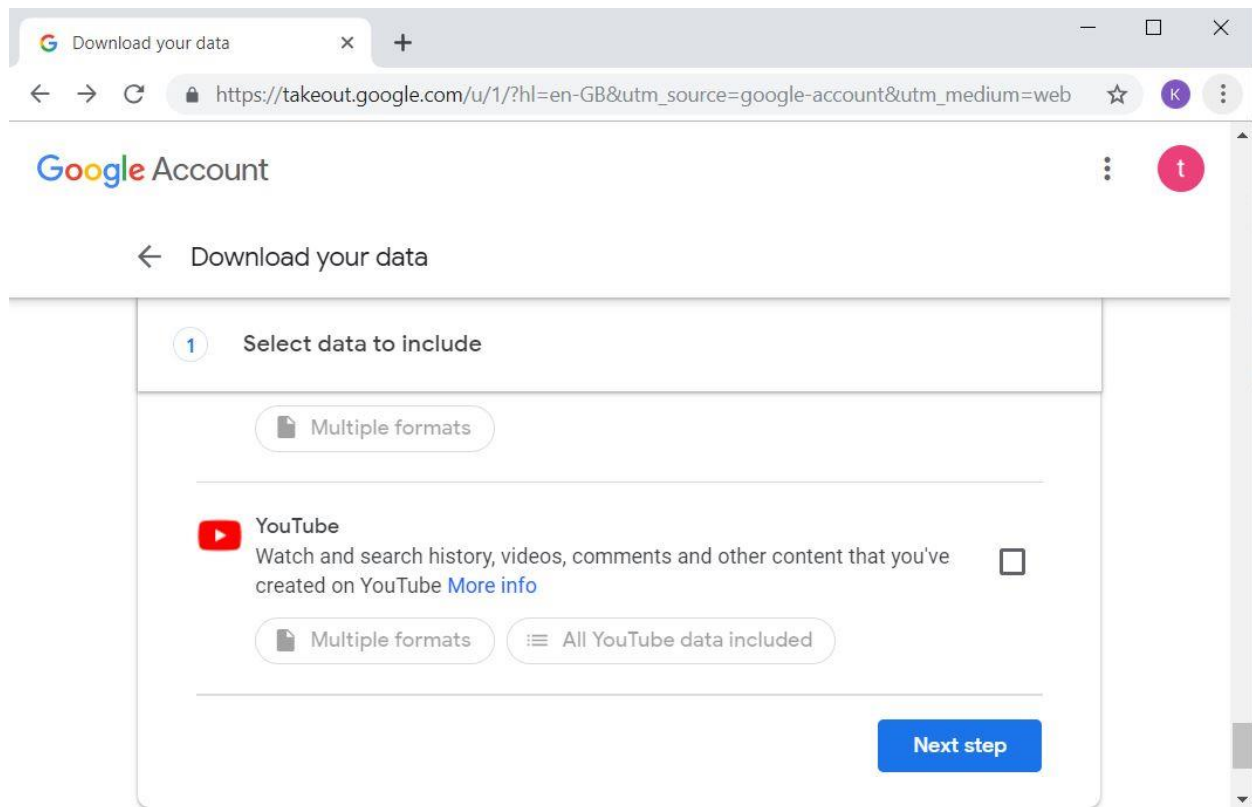 G Download your data
https://takeout.google.com/u/1/?hl=en-GB&utm_source=google-account&utm_medium=web K
Google Account t
Download your data
1 Select data to include
Multiple formats
YouTube
Watch and search history, videos, comments and other content that you've
created on YouTube More info
Multiple formats All YouTube data included
Next step